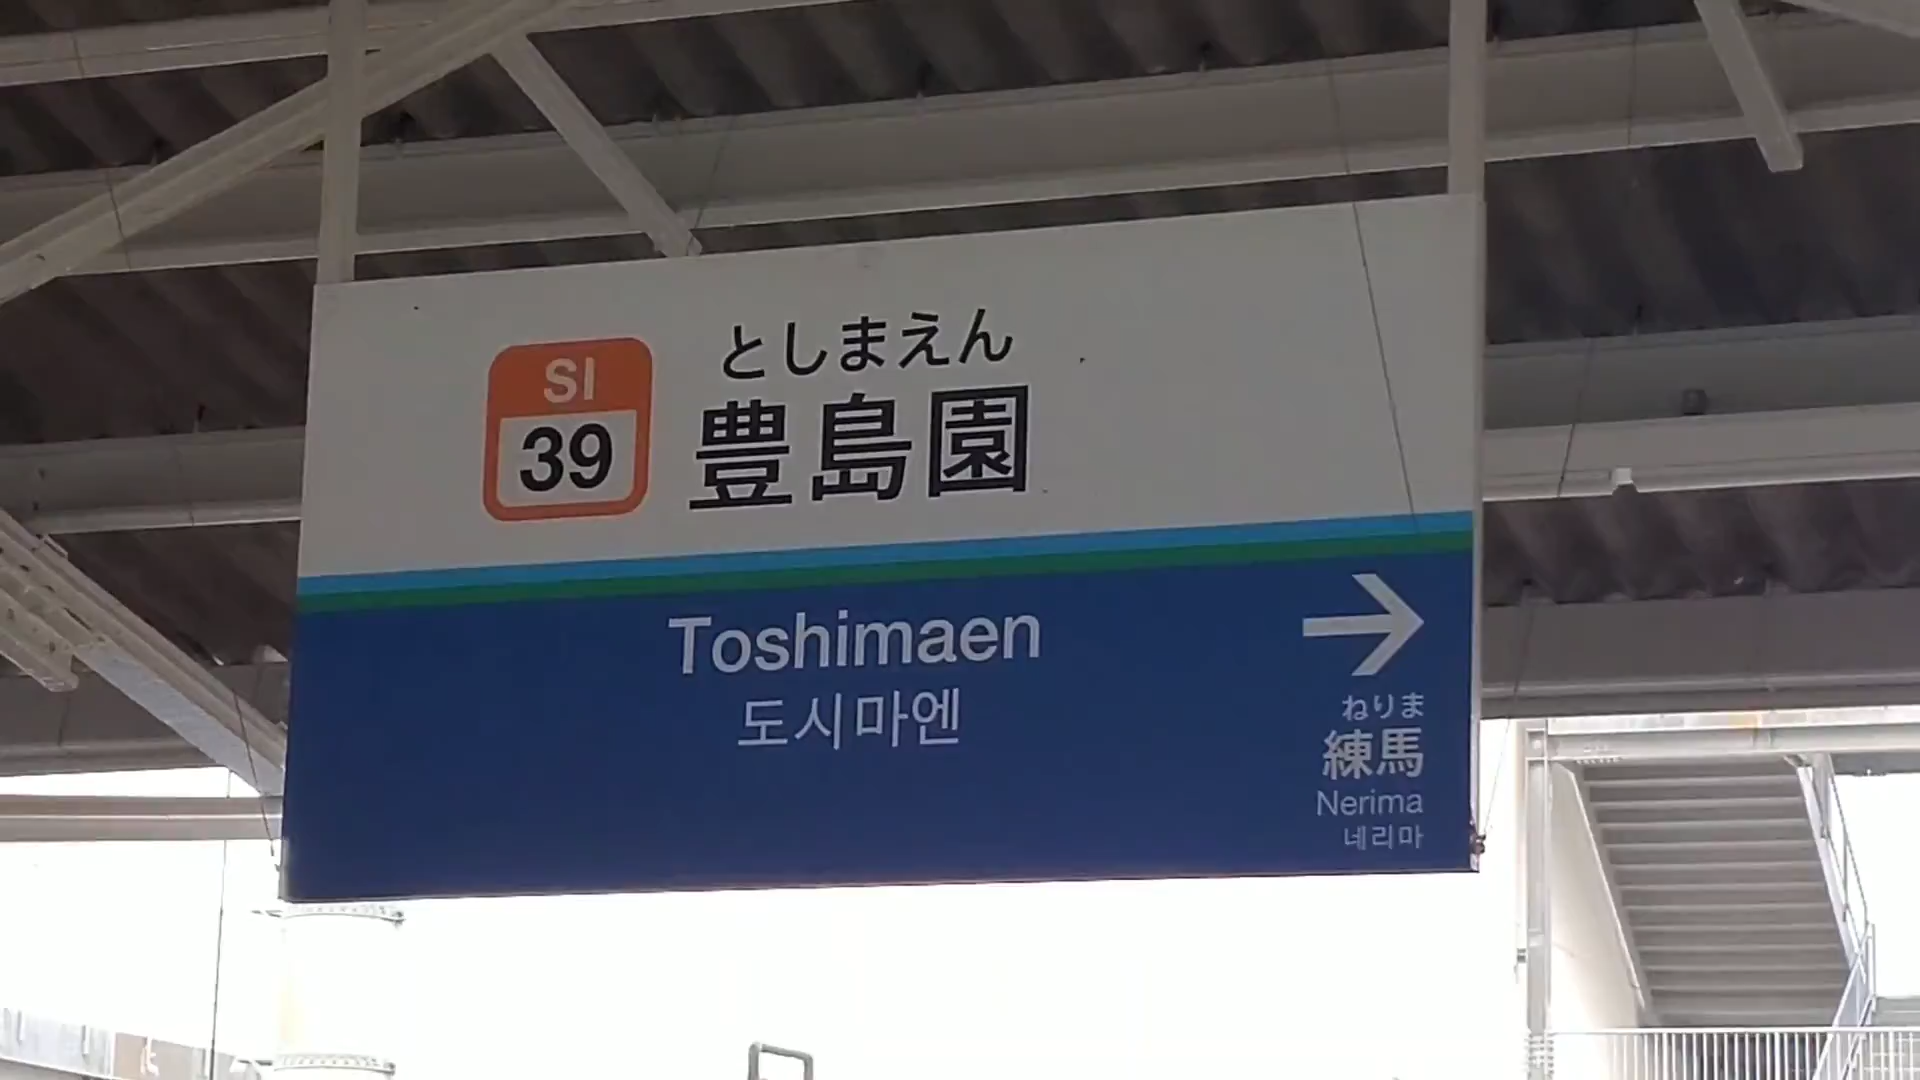 SI
39
としまえん
豊島園
Toshimaen
도시마엔
ねりま
練馬
Nerima
네리마